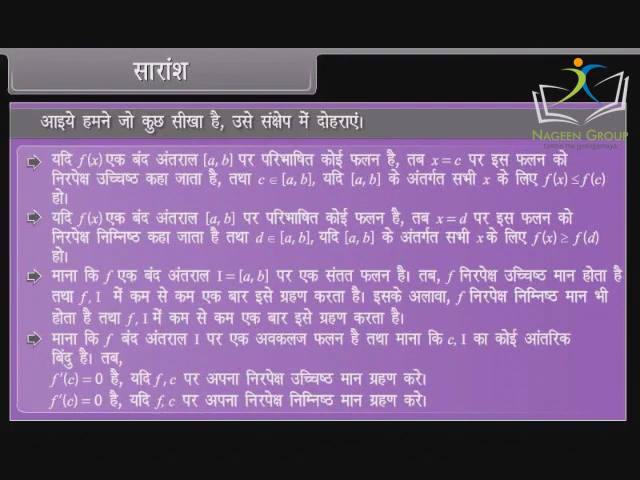 सारांश
NAGEEN GROUP
आइये हमने जो कुछ सीखा है, उसे संक्षेप में दोहराएं।
यदि f(x) एक बंद अंतराल [a, b] पर परिभाषित कोई फलन है, तब x = c पर इस फलन को
निरपेक्ष उच्चिष्ठ कहा जाता है, तथा c ∈ [a, b], यदि [a, b] के अंतर्गत सभी x के लिए f(x) ≤ f(c)
हो।
यदि f(x) एक बंद अंतराल [a, b] पर परिभाषित कोई फलन है, तब x = d पर इस फलन को
निरपेक्ष निम्निष्ठ कहा जाता है तथा d ∈ [a, b], यदि [a, b] के अंतर्गत सभी x के लिए f(x) ≥ f(d)
हो।
माना कि f एक बंद अंतराल I = [a, b] पर एक संतत फलन है। तब, f निरपेक्ष उच्चिष्ठ मान होता है
तथा f, I में कम से कम एक बार इसे ग्रहण करता है। इसके अलावा, f निरपेक्ष निम्निष्ठ मान भी
होता है तथा f, I में कम से कम एक बार इसे ग्रहण करता है।
माना कि f बंद अंतराल I पर एक अवकलज फलन है तथा माना कि c, I का कोई आंतरिक
बिंदु है। तब,
f '(c) = 0 है, यदि f, c पर अपना निरपेक्ष उच्चिष्ठ मान ग्रहण करे।
f '(c) = 0 है, यदि f, c पर अपना निरपेक्ष निम्निष्ठ मान ग्रहण करे।